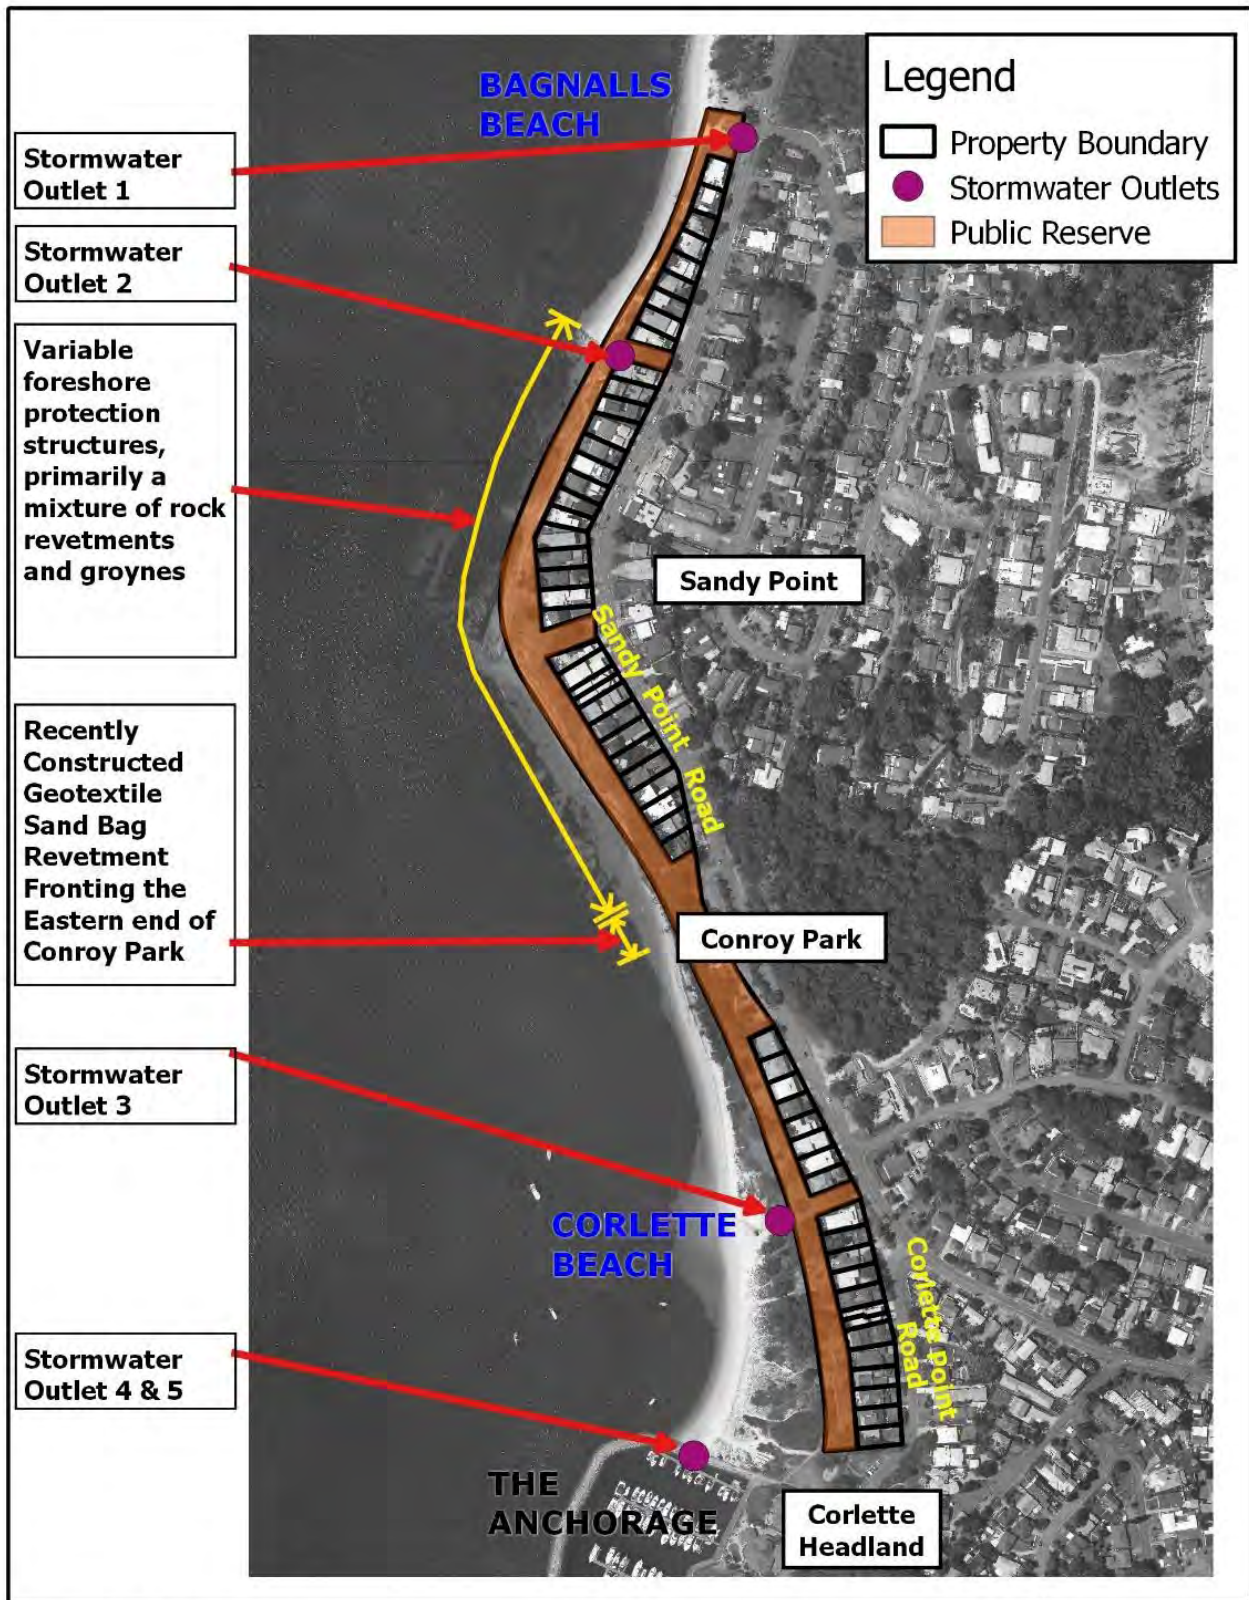 BAGNALLS
BEACH
Legend
Property Boundary
Stormwater Outlets
Public Reserve
Stormwater
Outlet 1
Stormwater
Outlet 2
Variable
foreshore
protection
structures,
primarily a
mixture of rock
revetments
and groynes
Sandy Point
Sandy Point Road
Recently
Constructed
Geotextile
Sand Bag
Revetment
Fronting the
Eastern end of
Conroy Park
Conroy Park
Stormwater
Outlet 3
CORLETTE
BEACH
Corlette Point
Road
Stormwater
Outlet 4 & 5
THE
ANCHORAGE
Corlette
Headland